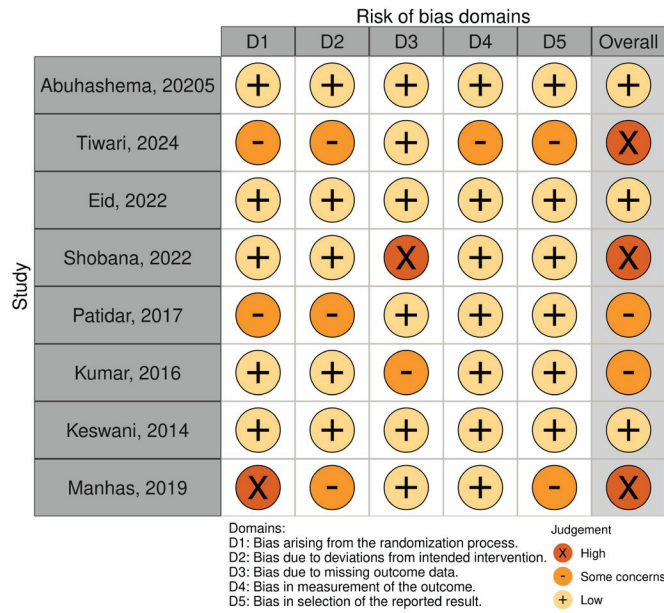 Risk of bias domains
D1 D2 D3 D4 D5 Overall
Study
Abuhashema, 20205 + + + + + +
Tiwari, 2024 - - + - - X
Eid, 2022 + + + + + +
Shobana, 2022 + + X + + X
Patidar, 2017 - - + + + -
Kumar, 2016 + + - + + -
Keswani, 2014 + + + + + +
Manhas, 2019 X - + + - X
Domains:
D1: Bias arising from the randomization process.
D2: Bias due to deviations from intended intervention.
D3: Bias due to missing outcome data.
D4: Bias in measurement of the outcome.
D5: Bias in selection of the reported result.
Judgement
X High
- Some concerns
+ Low